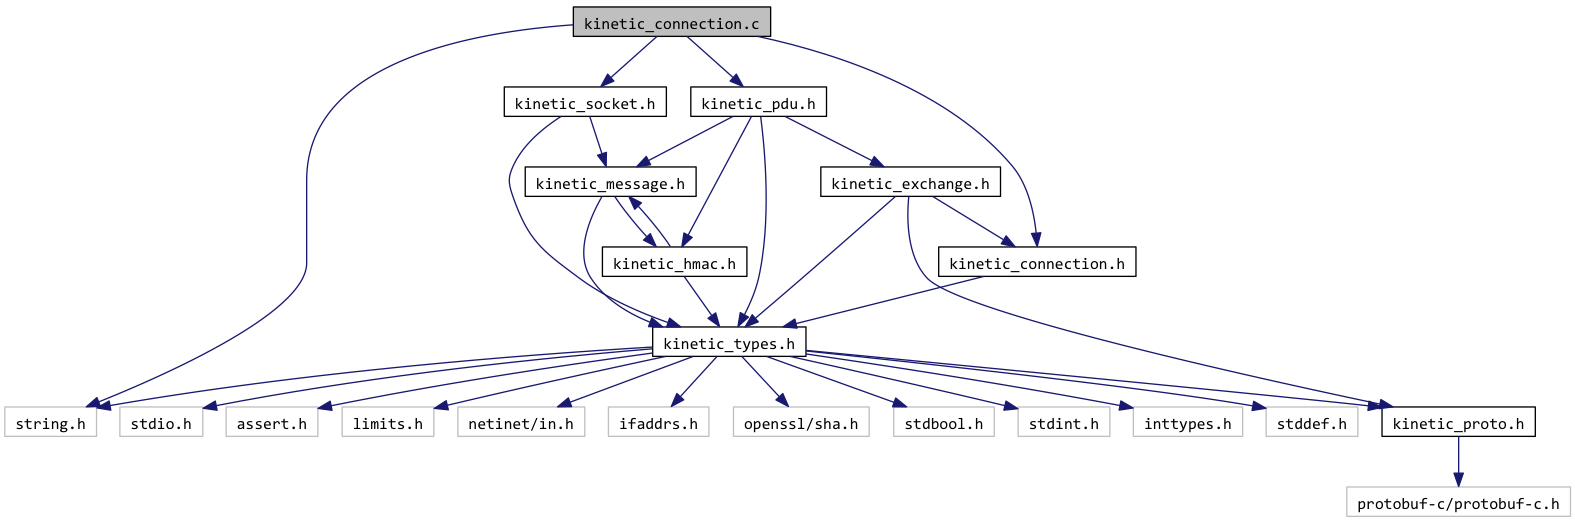 kinetic_connection.c
kinetic_socket.h
kinetic_pdu.h
kinetic_message.h
kinetic_exchange.h
kinetic_hmac.h
kinetic_connection.h
kinetic_types.h
string.h
stdio.h
assert.h
limits.h
netinet/in.h
ifaddrs.h
openssl/sha.h
stdbool.h
stdint.h
inttypes.h
stddef.h
kinetic_proto.h
protobuf-c/protobuf-c.h